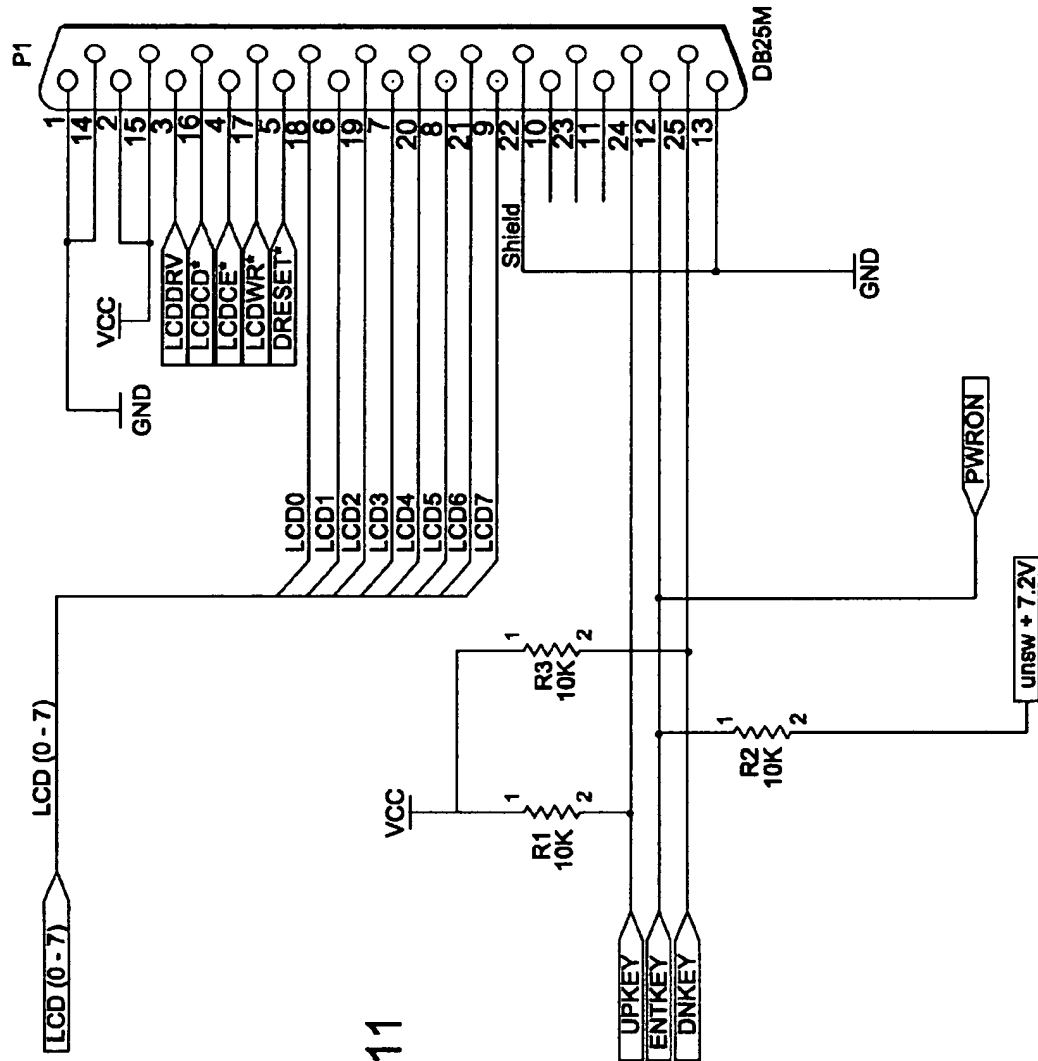 P1
1
14
2
15
3
16
4
17
5
18
6
19
7
20
8
21
9
22
10
23
11
24
12
25
13
DB25M
GND
VCC
LCDDRV
LCDCD*
LCDCE*
LCDWR*
DRESET*
Shield
GND
LCD0
LCD1
LCD2
LCD3
LCD4
LCD5
LCD6
LCD7
LCD (0 - 7)
LCD (0 - 7)
11
VCC
1
R1
10K
2
1
R3
10K
2
1
R2
10K
2
PWRON
unsw + 7.2V
UPKEY
ENTKEY
DNKEY